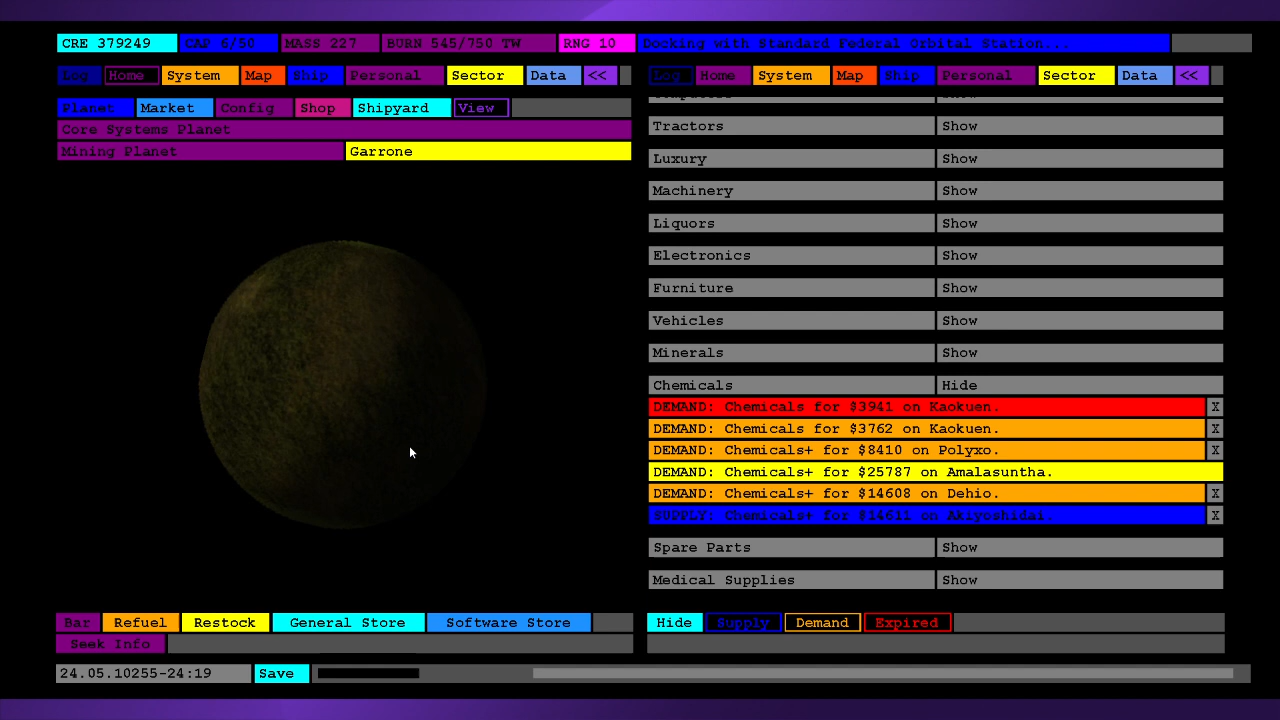 CRE 379249 CAP 6/50 MASS 227 BURN 545/750 TW RNG 10 Docking with Standard Federal Orbital Station...
Log Home System Map Ship Personal Sector Data <<
Log Home System Map Ship Personal Sector Data <<
Planet Market Config Shop Shipyard View
Core Systems Planet
Mining Planet Garrone
Show
Tractors Show
Luxury Show
Machinery Show
Liquors Show
Electronics Show
Furniture Show
Vehicles Show
Minerals Show
Chemicals Hide
DEMAND: Chemicals for $3941 on Kaokuen. X
DEMAND: Chemicals for $3762 on Kaokuen. X
DEMAND: Chemicals+ for $8410 on Polyxo. X
DEMAND: Chemicals+ for $25787 on Amalasuntha.
DEMAND: Chemicals+ for $14608 on Dehio. X
SUPPLY: Chemicals+ for $14611 on Akiyoshidai. X
Spare Parts Show
Medical Supplies Show
Bar Refuel Restock General Store Software Store
Seek Info
Hide Supply Demand Expired
24.05.10255-24:19 Save